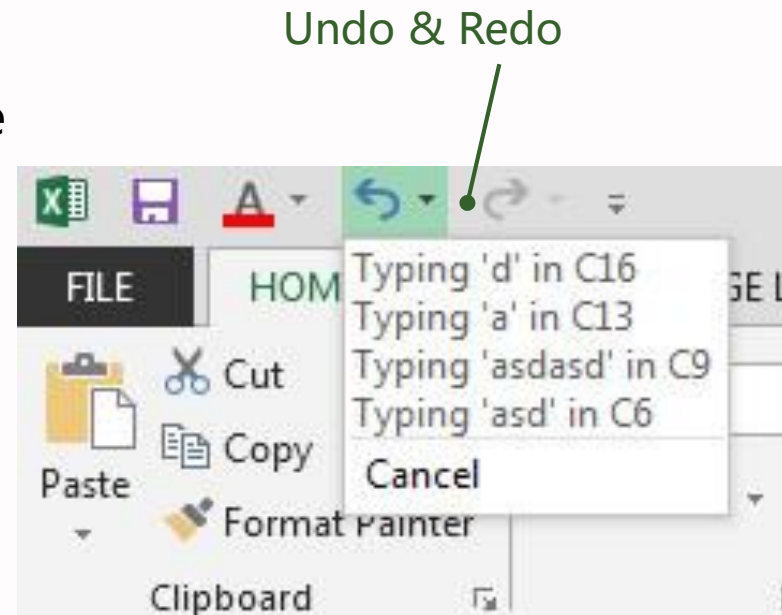 Undo & Redo
e
FILE
HOM
GE L
Typing 'd' in C16
Typing 'a' in C13
Typing 'asdasd' in C9
Typing 'asd' in C6
Cancel
Cut
Copy
Paste
Format Painter
Clipboard